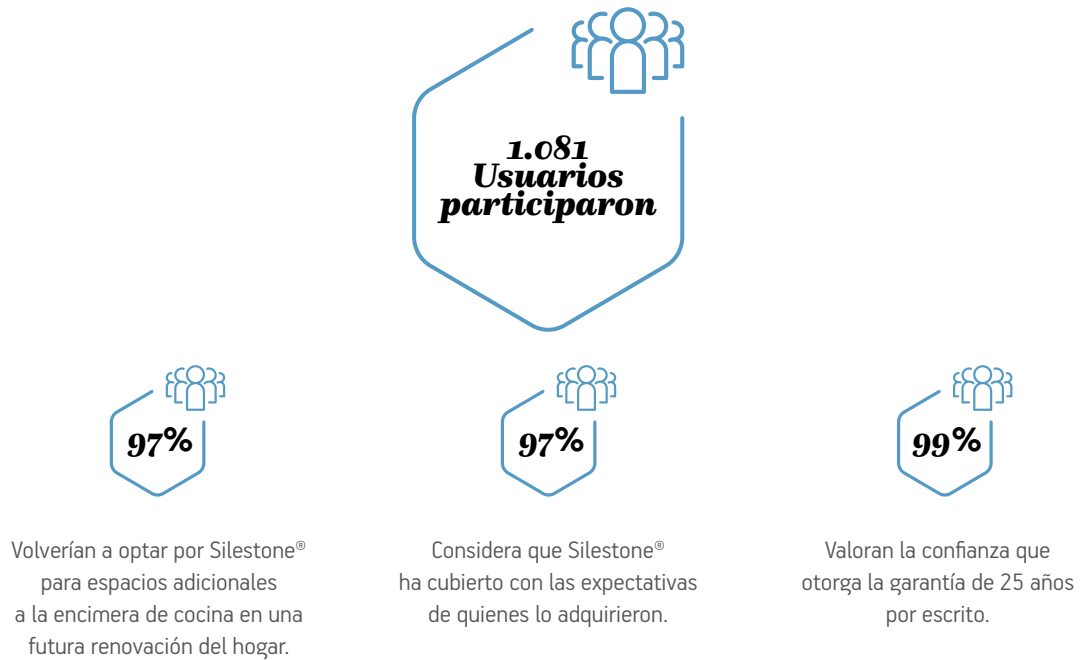 1.081
Usuarios
participaron
97%
97%
99%
Volverían a optar por Silestone®
para espacios adicionales
a la encimera de cocina en una
futura renovación del hogar.
Considera que Silestone®
ha cubierto con las expectativas
de quienes lo adquirieron.
Valoran la confianza que
otorga la garantía de 25 años
por escrito.